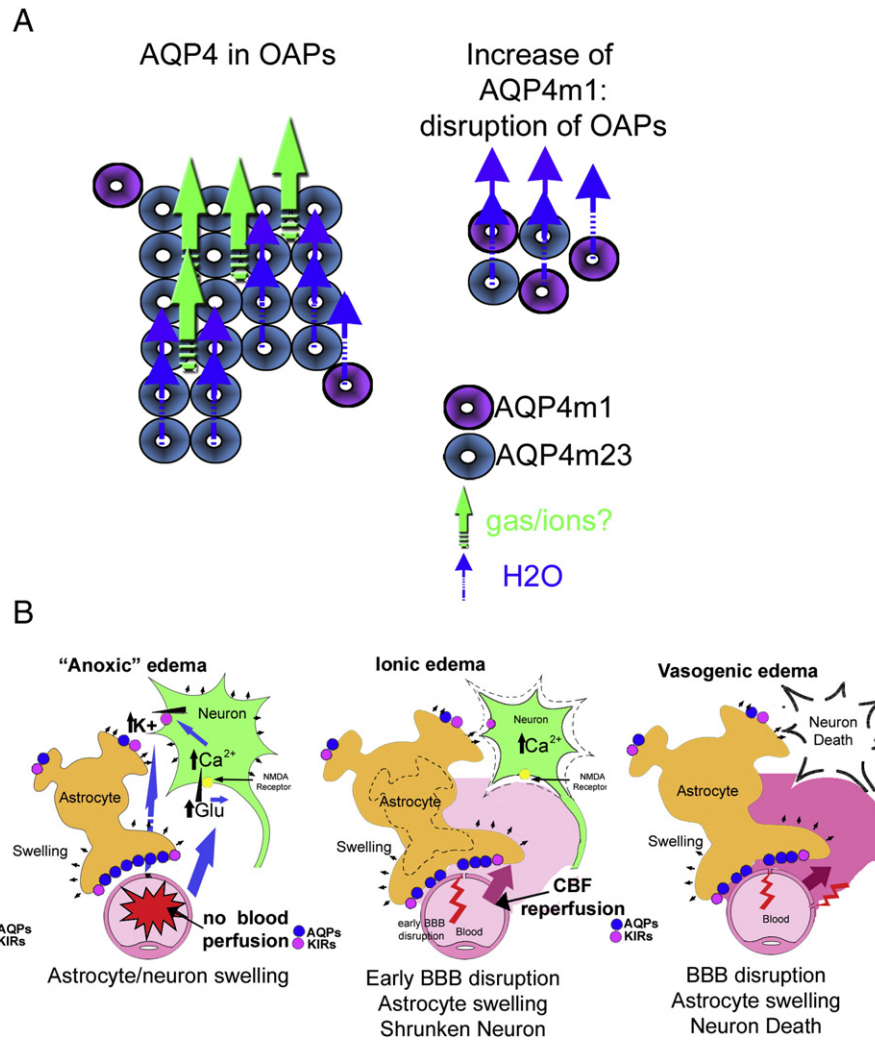 A
AQP4 in OAPs
Increase of
AQP4m1:
disruption of OAPs
AQP4m1
AQP4m23
gas/ions?
H2O
B
“Anoxic” edema
K+
Neuron
Ca2+
NMDA
Receptor
Glu
Astrocyte
Swelling
no blood
perfusion
AQPs
KIRs
AQPs
KIRs
Astrocyte/neuron swelling
Ionic edema
Neuron
Ca2+
NMDA
Receptor
Astrocyte
Swelling
CBF
reperfusion
early BBB
disruption
Blood
AQPs
KIRs
Early BBB disruption
Astrocyte swelling
Shrunken Neuron
Vasogenic edema
Neuron
Death
Astrocyte
Swelling
Blood
BBB disruption
Astrocyte swelling
Neuron Death